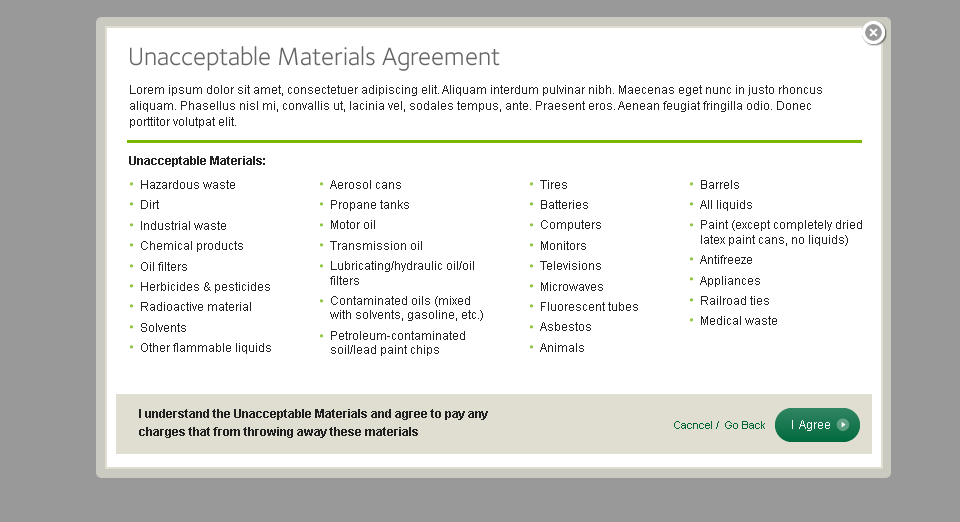 Unacceptable Materials Agreement
Lorem ipsum dolor sit amet, consectetuer adipiscing elit. Aliquam interdum pulvinar nibh. Maecenas eget nunc in justo rhoncus
aliquam. Phasellus nisl mi, convallis ut, lacinia vel, sodales tempus, ante. Praesent eros. Aenean feugiat fringilla odio. Donec
porttitor volutpat elit.
Unacceptable Materials:
Hazardous waste
Dirt
Industrial waste
Chemical products
Oil filters
Herbicides & pesticides
Radioactive material
Solvents
Other flammable liquids
Aerosol cans
Propane tanks
Motor oil
Transmission oil
Lubricating/hydraulic oil/oil
filters
Contaminated oils (mixed
with solvents, gasoline, etc.)
Petroleum-contaminated
soil/lead paint chips
Tires
Batteries
Computers
Monitors
Televisions
Microwaves
Fluorescent tubes
Asbestos
Animals
Barrels
All liquids
Paint (except completely dried
latex paint cans, no liquids)
Antifreeze
Appliances
Railroad ties
Medical waste
I understand the Unacceptable Materials and agree to pay any
charges that from throwing away these materials
Cacncel / Go Back
I Agree